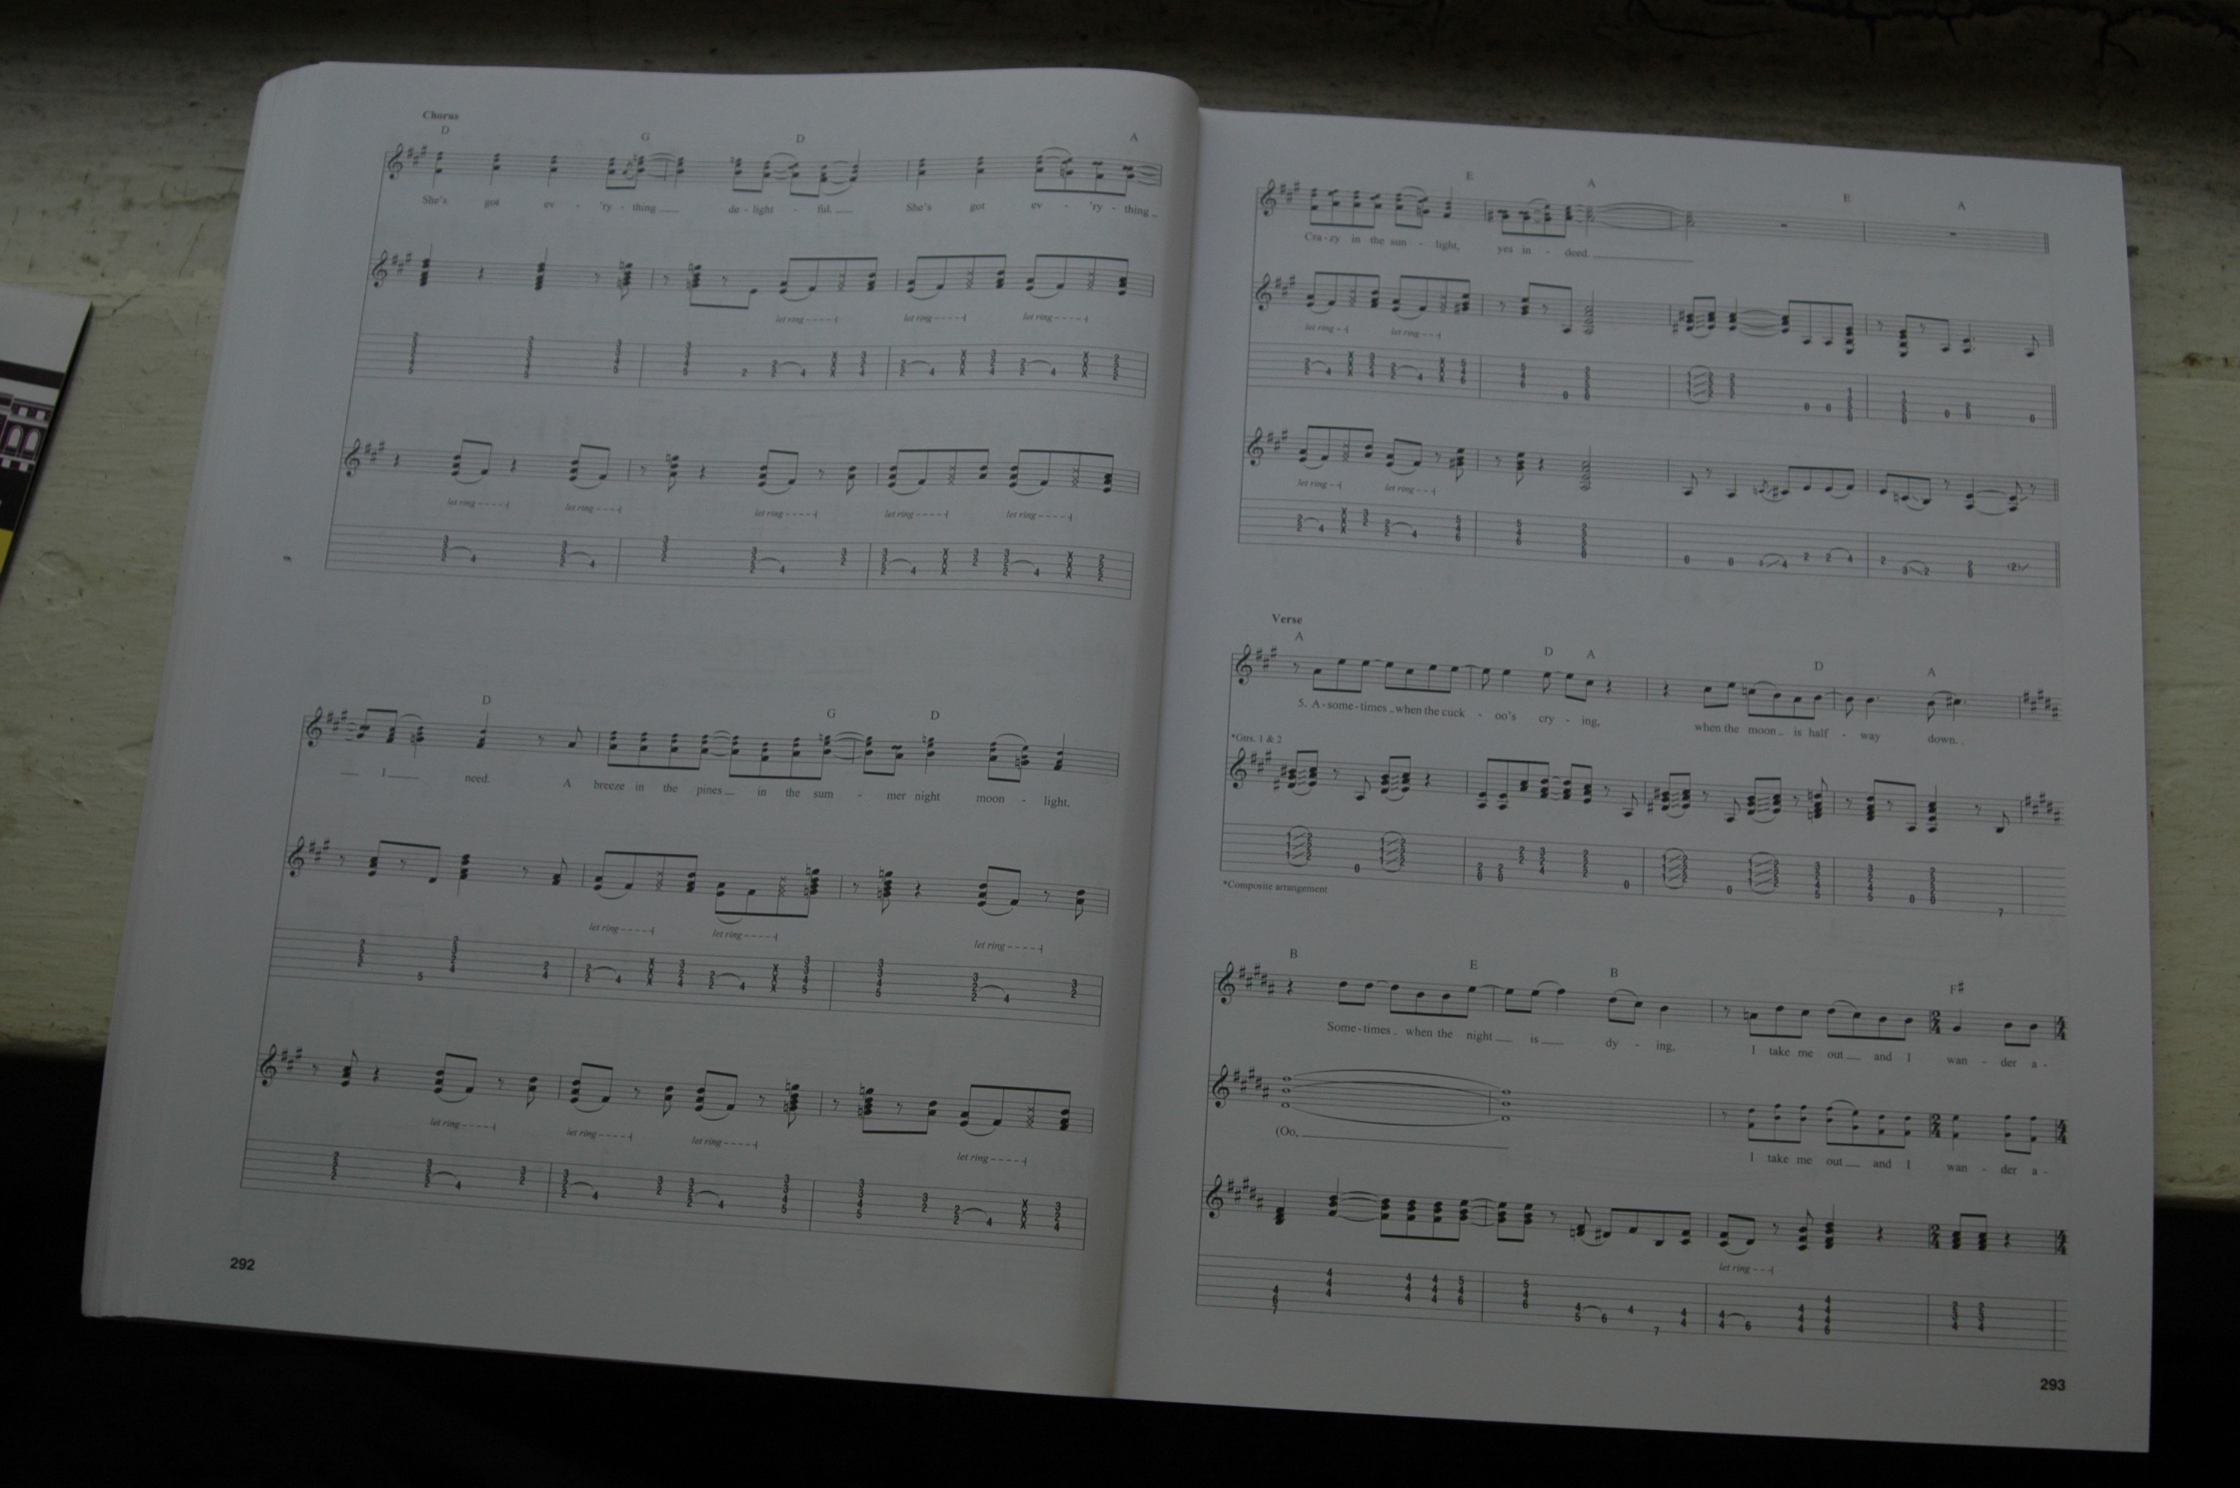 Chorus
D G D A
She's got ev - 'ry - thing de - light - ful. She's got ev - 'ry - thing
let ring let ring let ring
let ring let ring let ring let ring let ring
D G D
I need. A breeze in the pines in the sum - mer night moon - light.
let ring let ring let ring
let ring let ring let ring let ring
292
E A E A
Cra - zy in the sun - light, yes in - deed.
let ring let ring
let ring let ring
Verse
A D A D A
5. A - some - times when the cuck - oo's cry - ing, when the moon is half - way down.
*Gtrs. 1 & 2
*Composite arrangement
B E B F#
Some - times when the night is dy - ing, I take me out and I wan - der a -
(Oo, I take me out and I wan - der a -
let ring
293